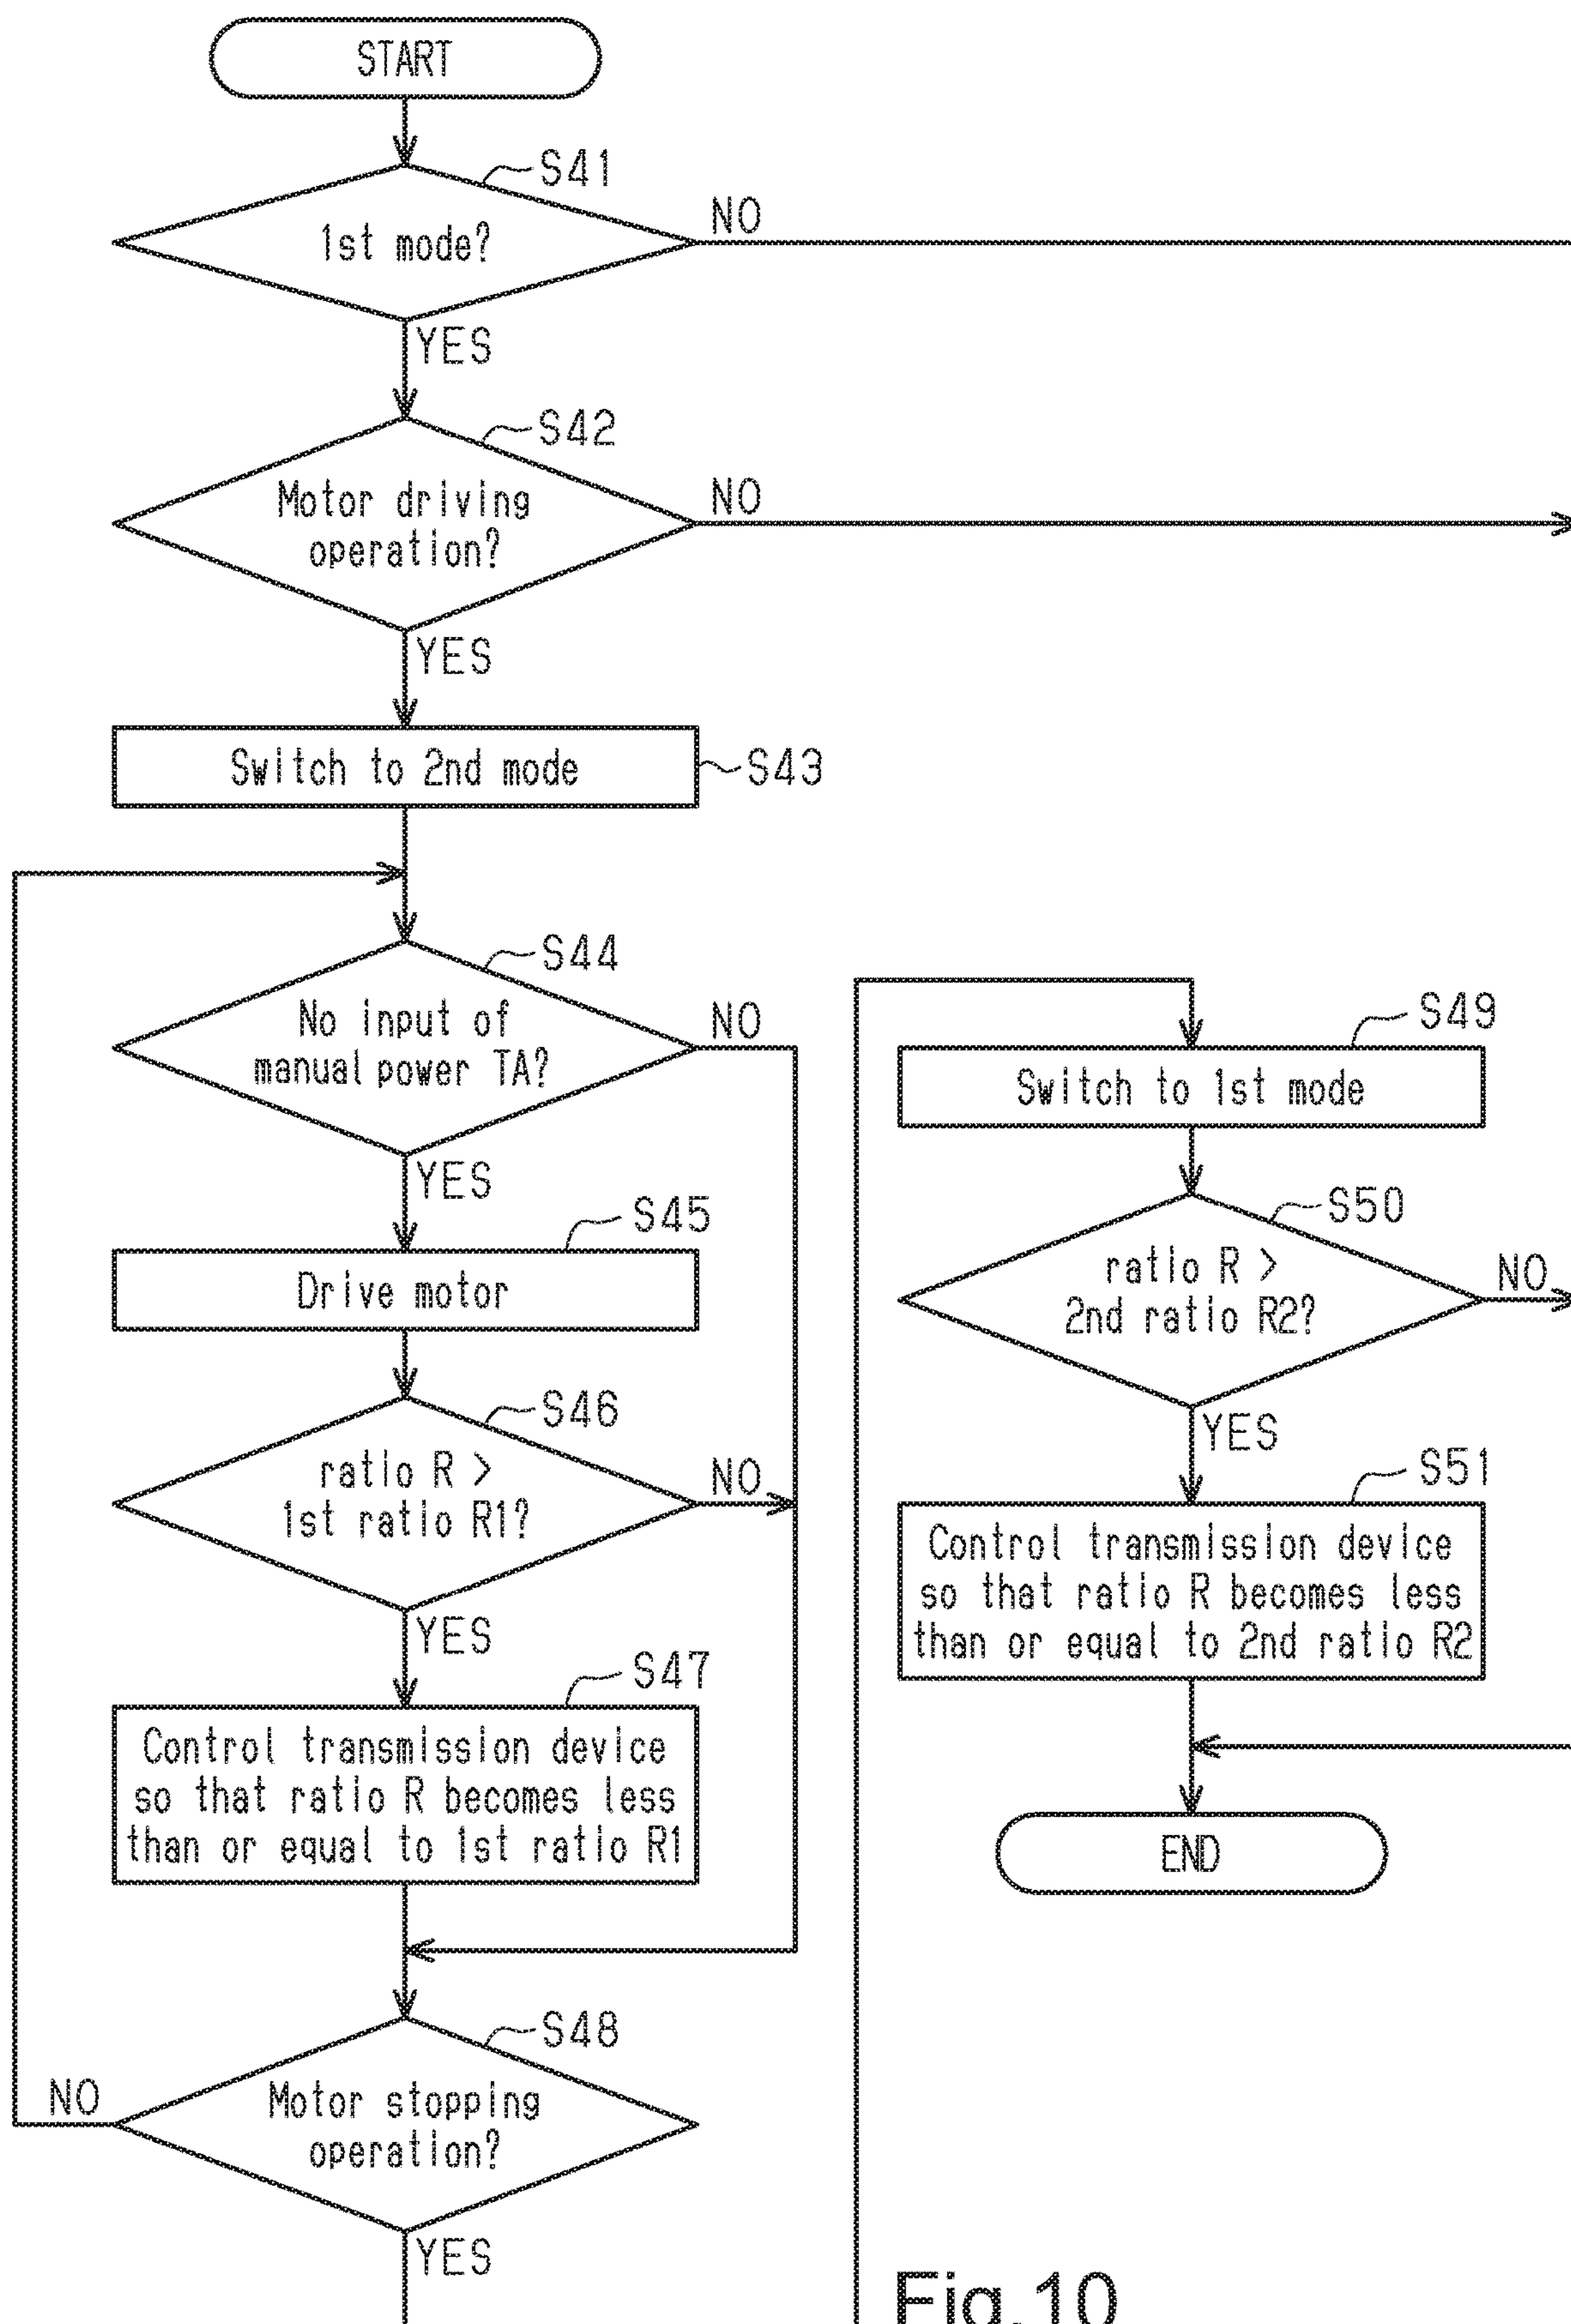 START
S41
1st mode?
NO
YES
S42
Motor driving
operation?
NO
YES
Switch to 2nd mode
S43
S44
No input of
manual power TA?
NO
YES
S45
Drive motor
S46
ratio R >
1st ratio R1?
NO
YES
S47
Control transmission device
so that ratio R becomes less
than or equal to 1st ratio R1
S48
Motor stopping
operation?
NO
YES
S49
Switch to 1st mode
S50
ratio R >
2nd ratio R2?
NO
YES
S51
Control transmission device
so that ratio R becomes less
than or equal to 2nd ratio R2
END
Fig.10